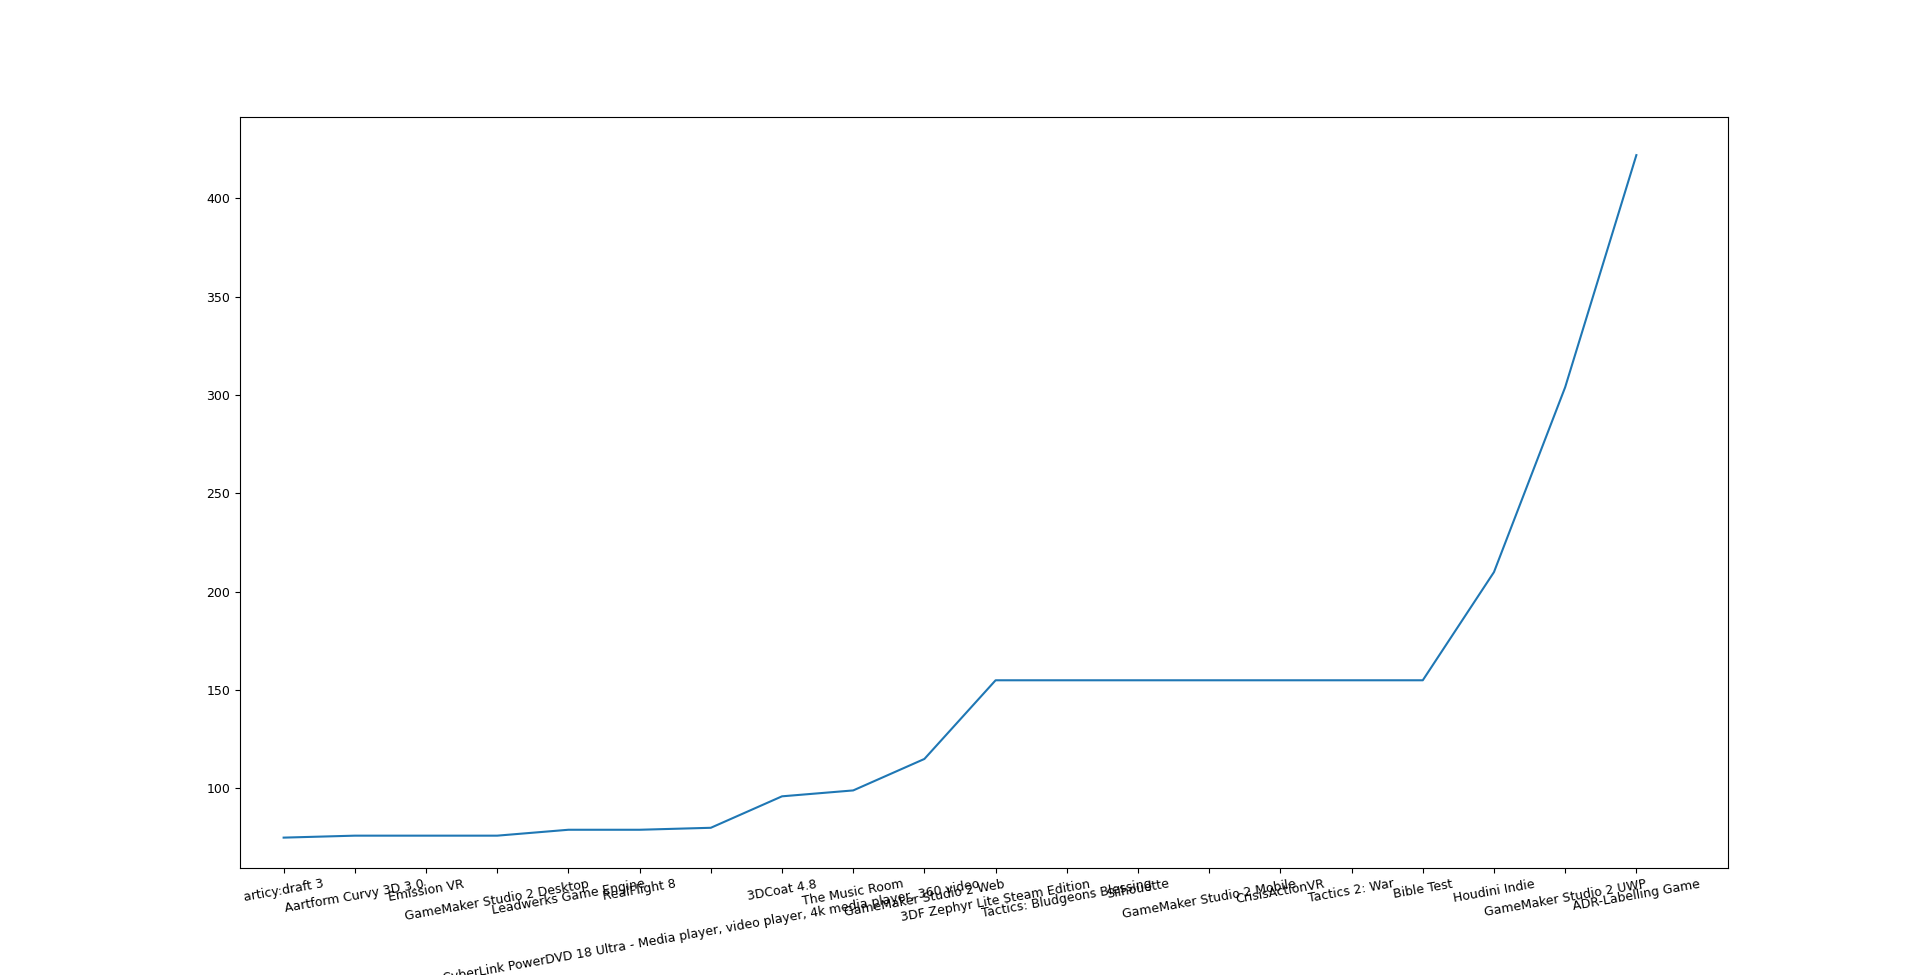 400
350
300
250
200
150
100
articy:draft 3
Aartform Curvy 3D 3.0
Emission VR
GameMaker Studio 2 Desktop
Leadwerks Game Engine
RealFlight 8
CyberLink PowerDVD 18 Ultra - Media player, video player, 4k media player, 360 video
3DCoat 4.8
The Music Room
GameMaker Studio 2 Web
3DF Zephyr Lite Steam Edition
Tactics: Bludgeons Blessing
Silhouette
GameMaker Studio 2 Mobile
CrisisActionVR
Tactics 2: War
Bible Test
Houdini Indie
GameMaker Studio 2 UWP
ADR-Labelling Game